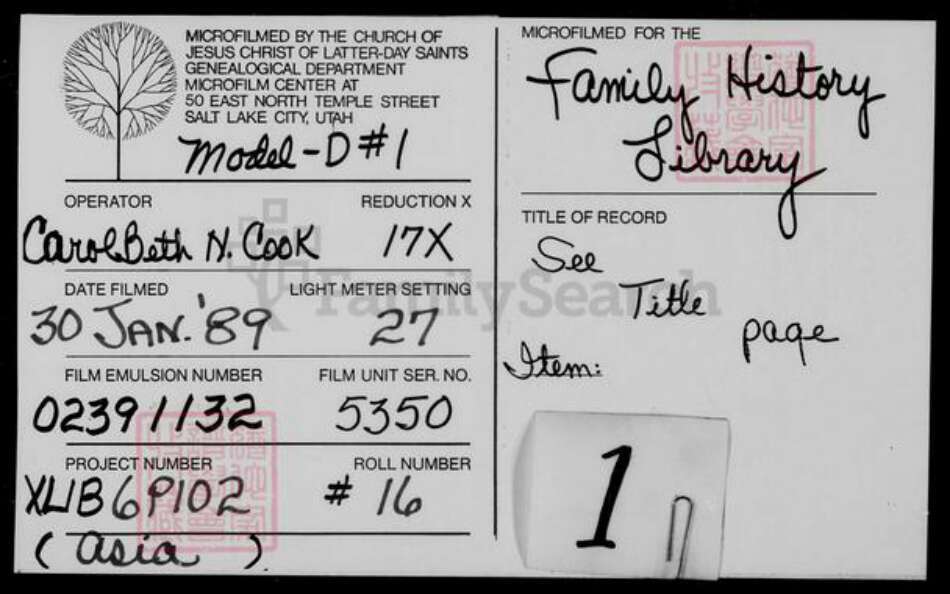 MICROFILMED BY THE CHURCH OF
JESUS CHRIST OF LATTER-DAY SAINTS
GENEALOGICAL DEPARTMENT
MICROFILM CENTER AT
50 EAST NORTH TEMPLE STREET
SALT LAKE CITY, UTAH
Model-D #1
OPERATOR REDUCTION X
CarolBeth N. Cook 17X
DATE FILMED LIGHT METER SETTING
30 JAN. '89 27
FILM EMULSION NUMBER FILM UNIT SER. NO.
02391132 5350
PROJECT NUMBER ROLL NUMBER
XLIB6P102 # 16
(Asia)
MICROFILMED FOR THE
Family History
Library
TITLE OF RECORD
See
Title
page
Item:
1
FamilySearch